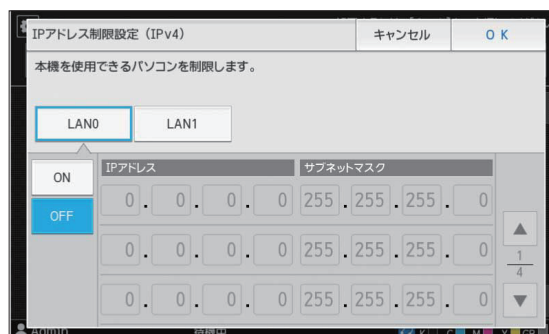 IPアドレス制限設定（IPv4）
キャンセル
O K
本機を使用できるパソコンを制限します。
LAN0
LAN1
ON
OFF
IPアドレス
サブネットマスク
0 . 0 . 0 . 0 255 . 255 . 255 . 0
0 . 0 . 0 . 0 255 . 255 . 255 . 0
0 . 0 . 0 . 0 255 . 255 . 255 . 0
1
4
Admin
待機中